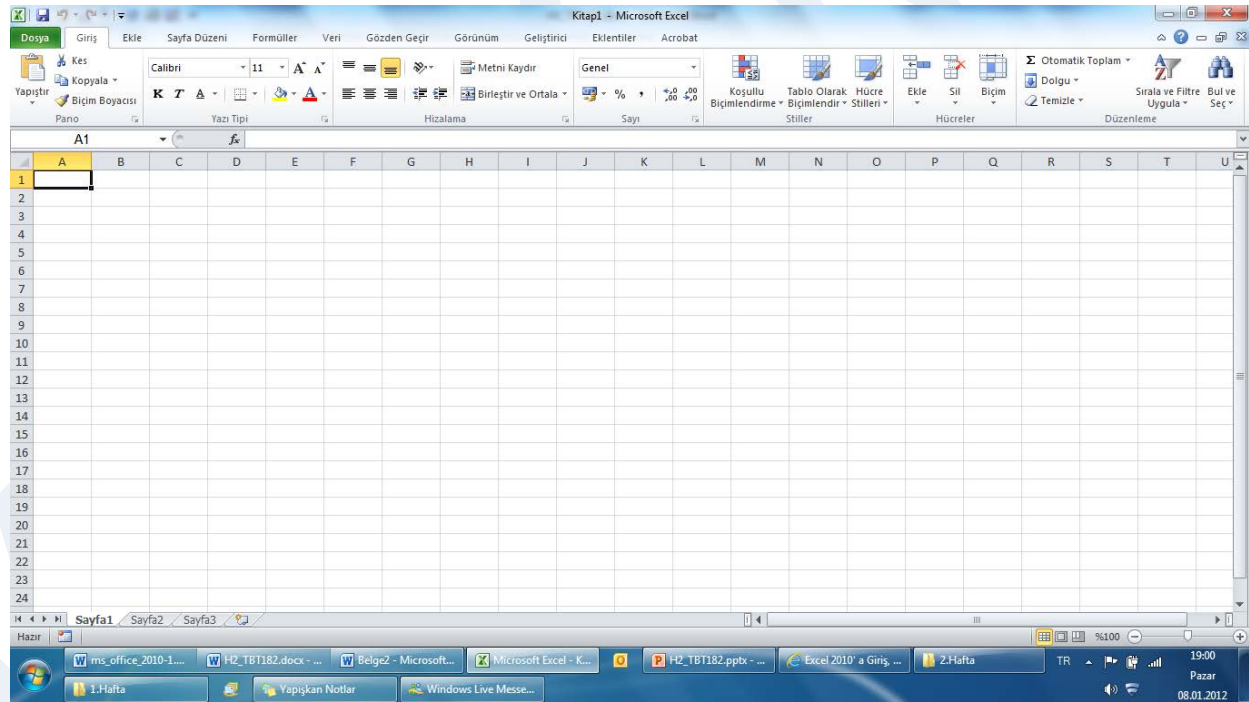 Kitap1 - Microsoft Excel
Dosya Giriş Ekle Sayfa Düzeni Formüller Veri Gözden Geçir Görünüm Geliştirici Eklentiler Acrobat
Yapıştır
Kes
Kopyala
Biçim Boyacısı
Pano
Calibri 11 A A
K T A A
Yazı Tipi
Metni Kaydır
Birleştir ve Ortala
Hizalama
Genel
% , ,00 ,00
Sayı
Koşullu Biçimlendirme
Tablo Olarak Biçimlendir
Hücre Stilleri
Stiller
Ekle Sil Biçim
Hücreler
Σ Otomatik Toplam
Dolgu
Temizle
Sırala ve Filtre Uygula
Bul ve Seç
Düzenleme
A1 fx
A B C D E F G H I J K L M N O P Q R S T U
1
2
3
4
5
6
7
8
9
10
11
12
13
14
15
16
17
18
19
20
21
22
23
24
Sayfa1 Sayfa2 Sayfa3
Hazır %100
ms_office_2010-1.... H2_TBT182.docx - ... Belge2 - Microsoft... Microsoft Excel - K... H2_TBT182.pptx - ... Excel 2010' a Giriş, ... 2.Hafta TR 19:00
Pazar
1.Hafta Yapışkan Notlar Windows Live Messe... 08.01.2012